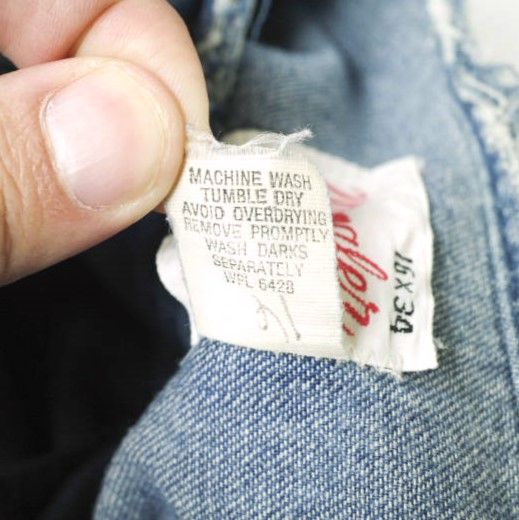 MACHINE WASH
TUMBLE DRY
AVOID OVERDRYING
REMOVE PROMPTLY
WASH DARKS
SEPARATELY
WPL 6428
16 X 34